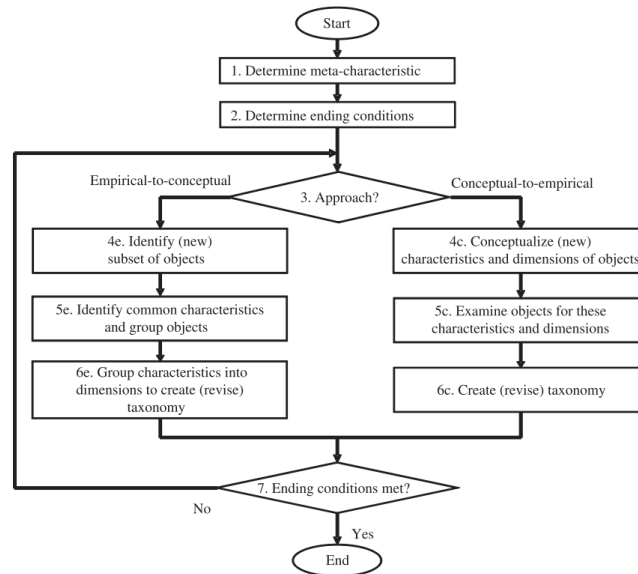 Start
1. Determine meta-characteristic
2. Determine ending conditions
Empirical-to-conceptual
Conceptual-to-empirical
3. Approach?
4e. Identify (new)
subset of objects
4c. Conceptualize (new)
characteristics and dimensions of objects
5e. Identify common characteristics
and group objects
5c. Examine objects for these
characteristics and dimensions
6e. Group characteristics into
dimensions to create (revise)
taxonomy
6c. Create (revise) taxonomy
7. Ending conditions met?
No
Yes
End